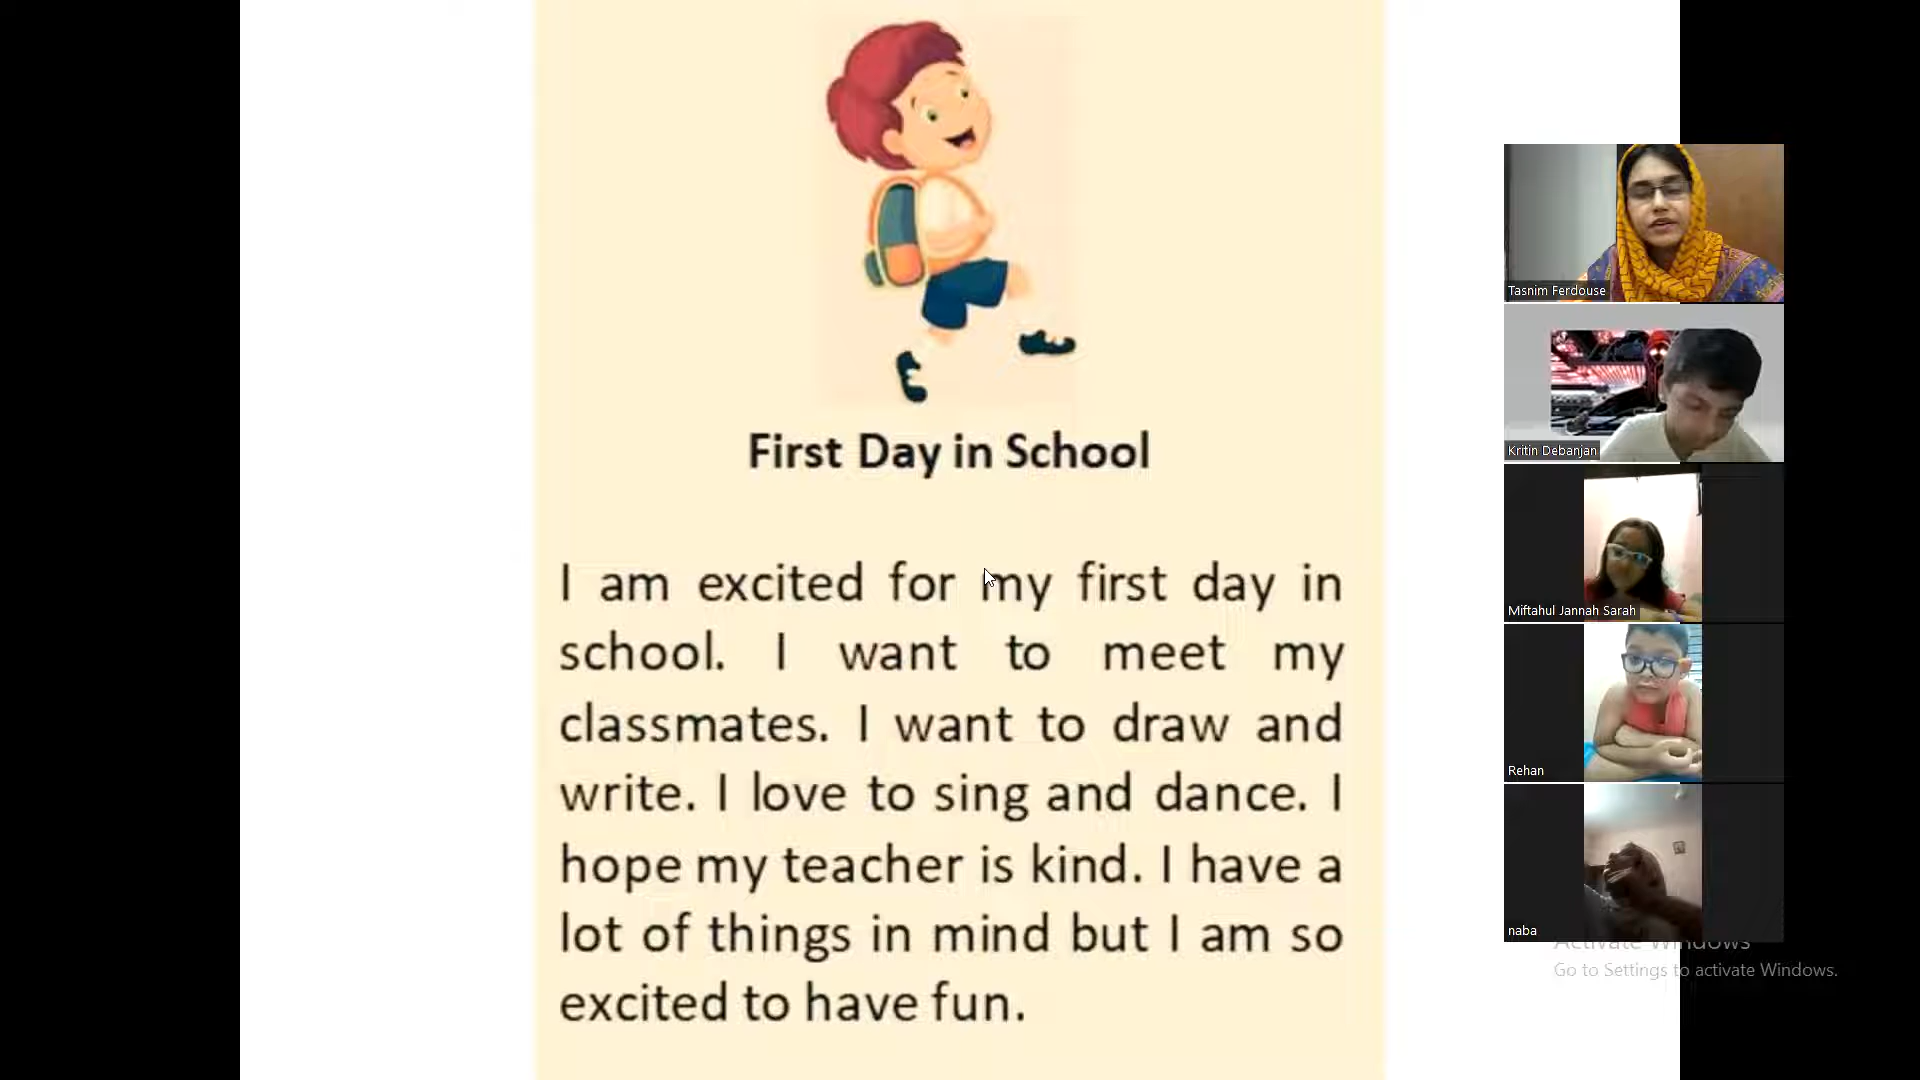 First Day in School
I am excited for my first day in
school. I want to meet my
classmates. I want to draw and
write. I love to sing and dance. I
hope my teacher is kind. I have a
lot of things in mind but I am so
excited to have fun.
Tasnim Ferdouse
Kritin Debanjan
Miftahul Jannah Sarah
Rehan
naba
Activate Windows
Go to Settings to activate Windows.